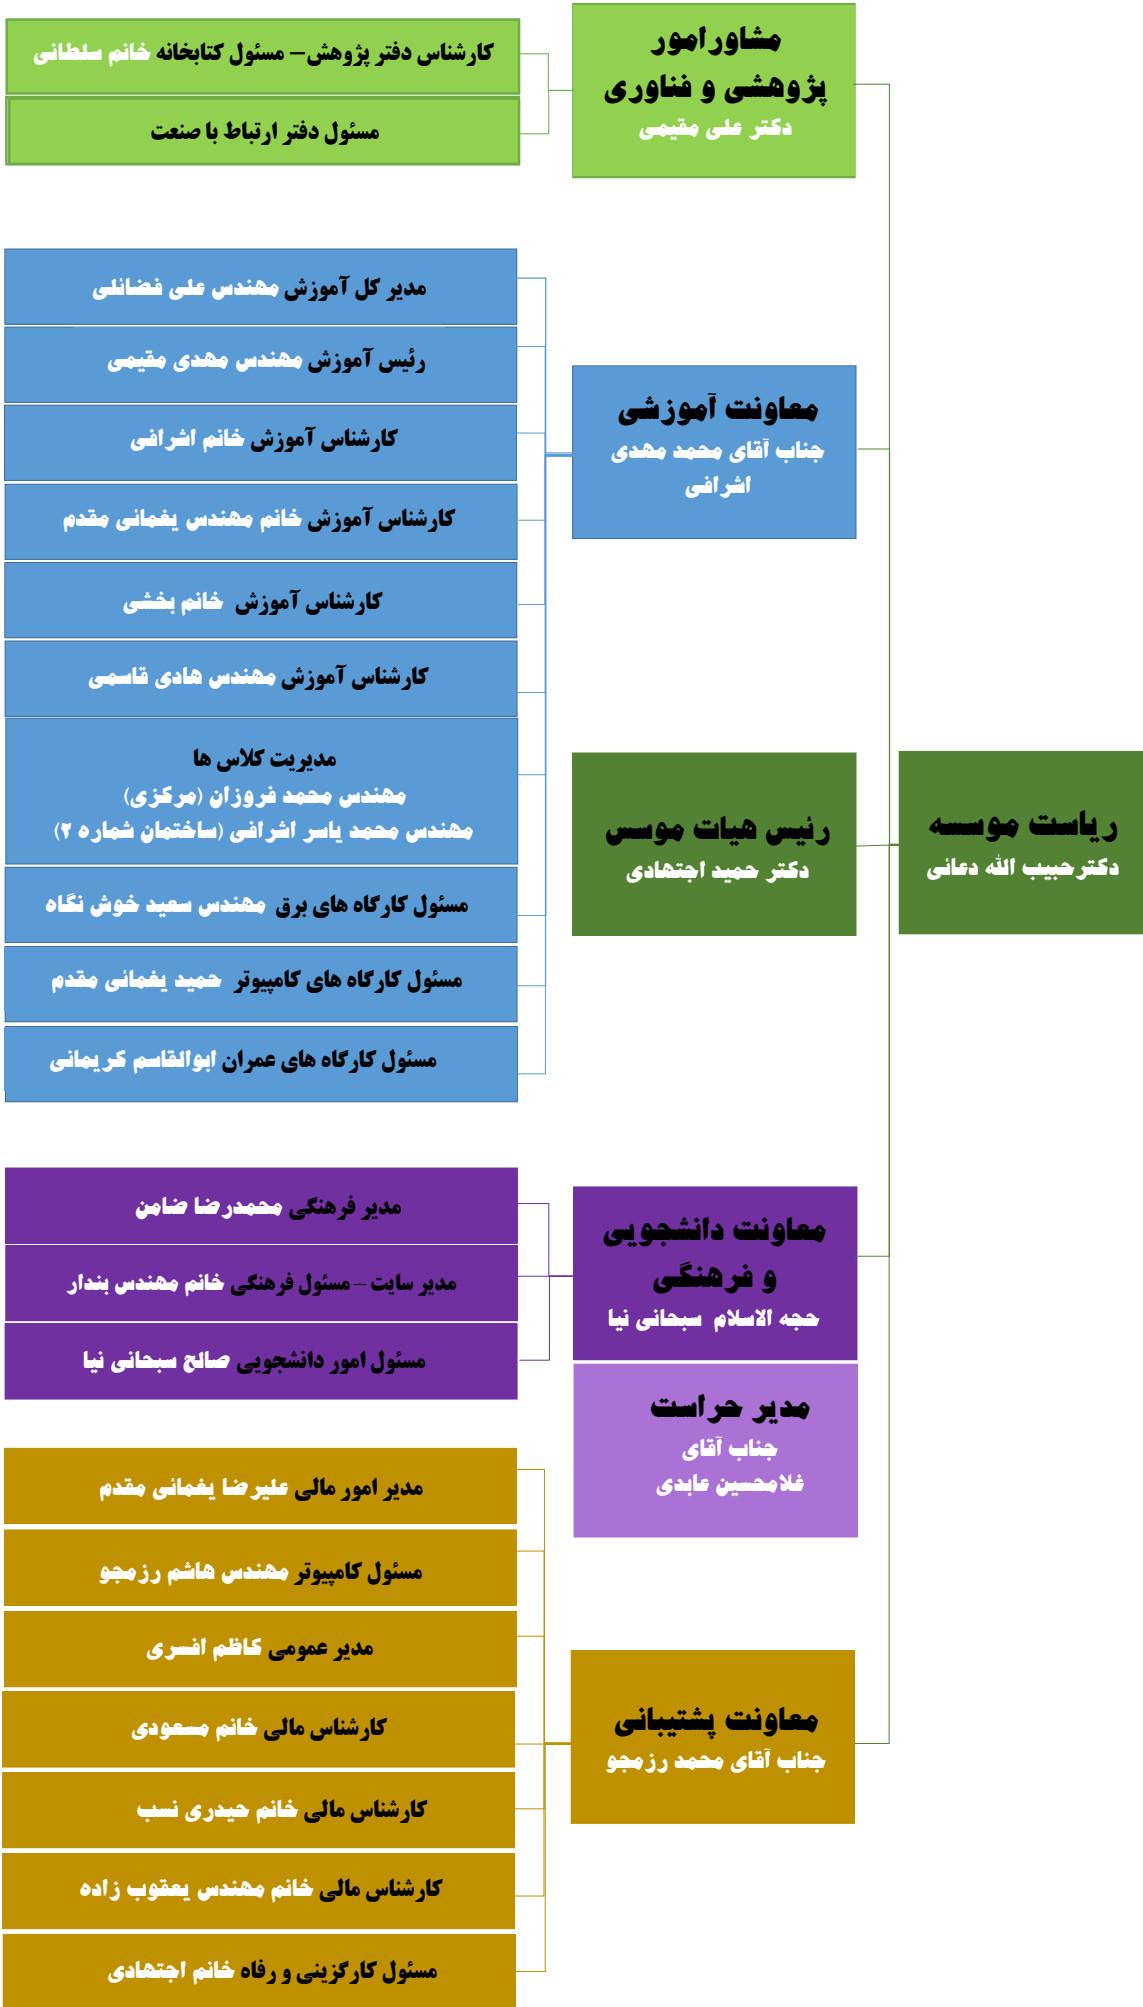 مشاورامور
پژوهشی و فناوری
دکتر علی مقیمی
کارشناس دفتر پژوهش– مسئول کتابخانه خانم سلطانی
مسئول دفتر ارتباط با صنعت
معاونت آموزشی
جناب آقای محمد مهدی
اشرافی
مدیر کل آموزش مهندس علی فضائلی
رئیس آموزش مهندس مهدی مقیمی
کارشناس آموزش خانم اشرافی
کارشناس آموزش خانم مهندس یغمائی مقدم
کارشناس آموزش خانم بخشی
کارشناس آموزش مهندس هادی قاسمی
مدیریت کلاس ها
مهندس محمد فروزان (مرکزی)
مهندس محمد یاسر اشرافی (ساختمان شماره ۲)
مسئول کارگاه های برق مهندس سعید خوش نگاه
مسئول کارگاه های کامپیوتر حمید یغمائی مقدم
مسئول کارگاه های عمران ابوالقاسم کریمانی
ریاست موسسه
دکتر حبیب الله دعائی
رئیس هیات موسس
دکتر حمید اجتهادی
معاونت دانشجویی
و فرهنگی
حجه الاسلام سبحانی نیا
مدیر فرهنگی محمدرضا ضامن
مدیر سایت – مسئول فرهنگی خانم مهندس بندار
مسئول امور دانشجویی صالح سبحانی نیا
مدیر حراست
جناب آقای
غلامحسین عابدی
معاونت پشتیبانی
جناب آقای محمد رزمجو
مدیر امور مالی علیرضا یغمائی مقدم
مسئول کامپیوتر مهندس هاشم رزمجو
مدیر عمومی کاظم افسری
کارشناس مالی خانم مسعودی
کارشناس مالی خانم حیدری نسب
کارشناس مالی خانم مهندس یعقوب زاده
مسئول کارگزینی و رفاه خانم اجتهادی